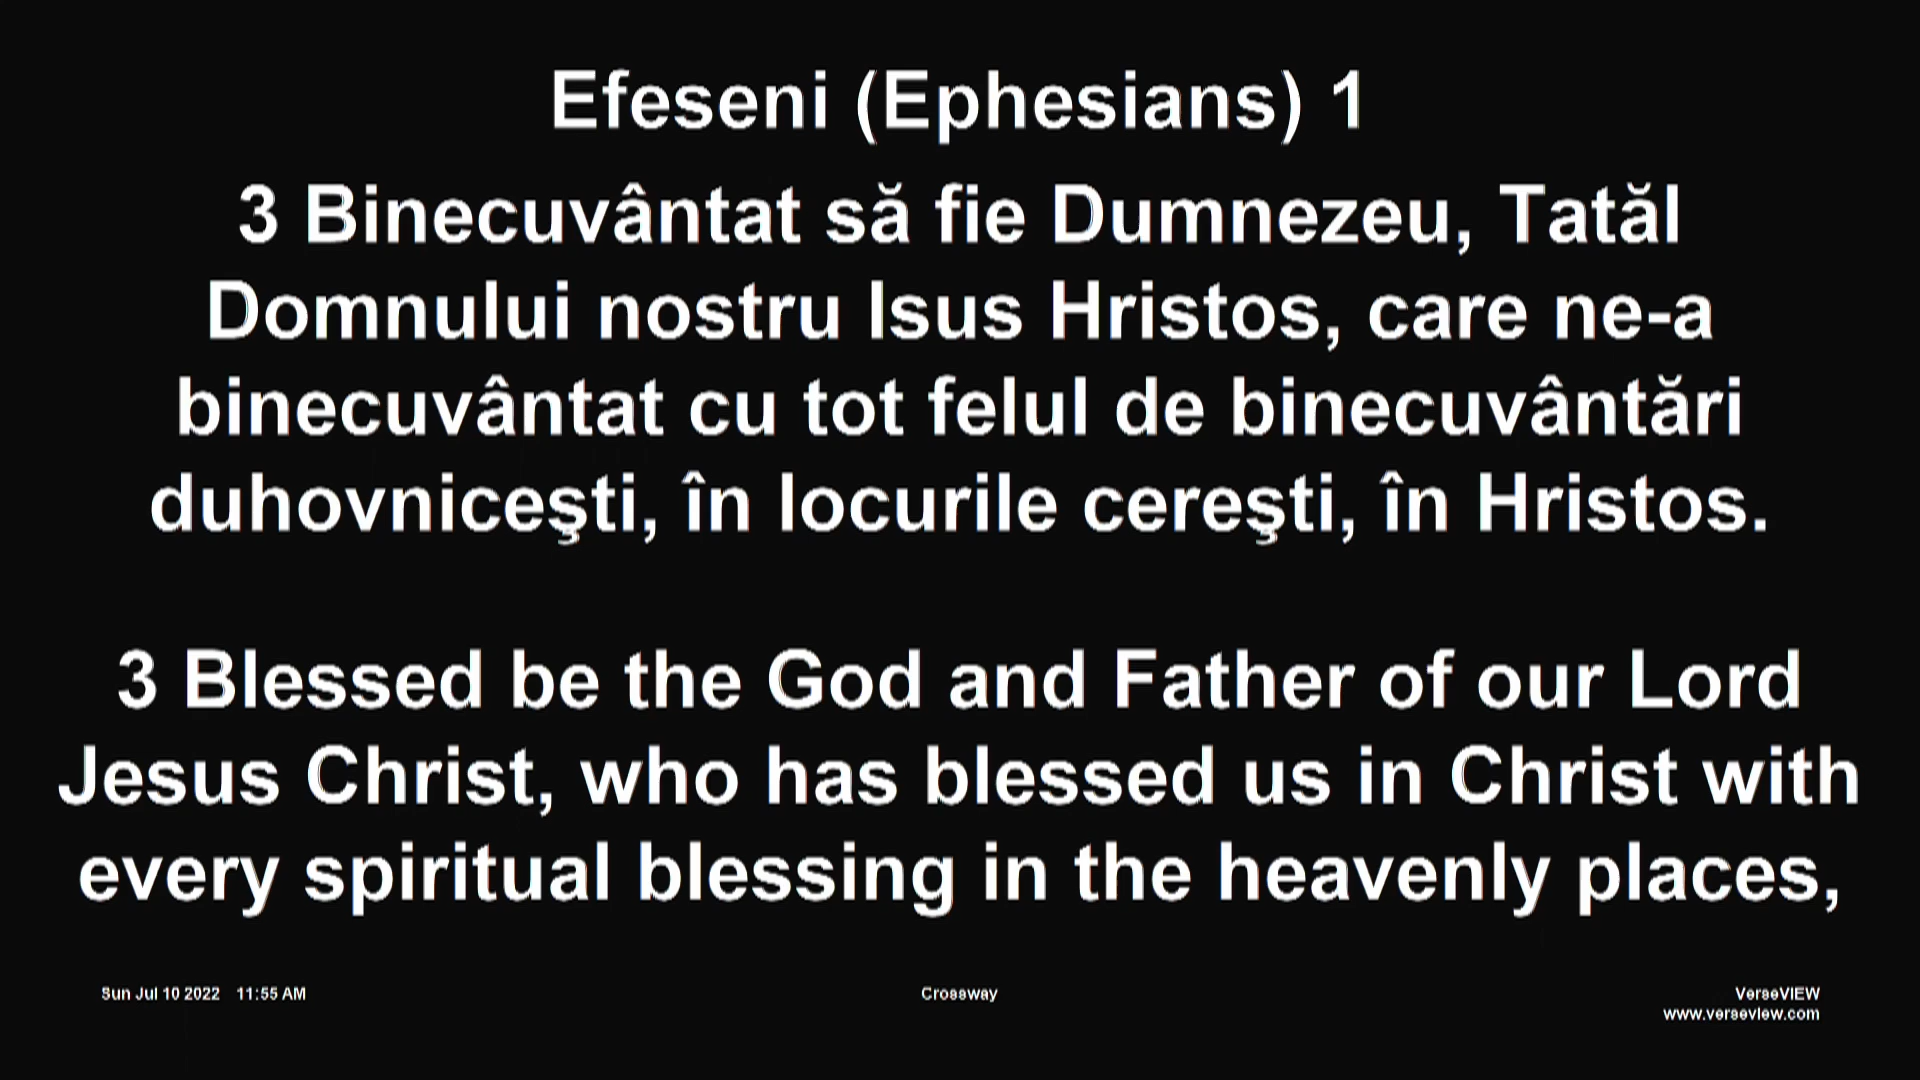 Efeseni (Ephesians) 1
3 Binecuvântat să fie Dumnezeu, Tatăl
Domnului nostru Isus Hristos, care ne-a
binecuvântat cu tot felul de binecuvântări
duhovniceşti, în locurile cereşti, în Hristos.
3 Blessed be the God and Father of our Lord
Jesus Christ, who has blessed us in Christ with
every spiritual blessing in the heavenly places,
Sun Jul 10 2022 11:55 AM
Crossway
VerseVIEW
www.verseview.com